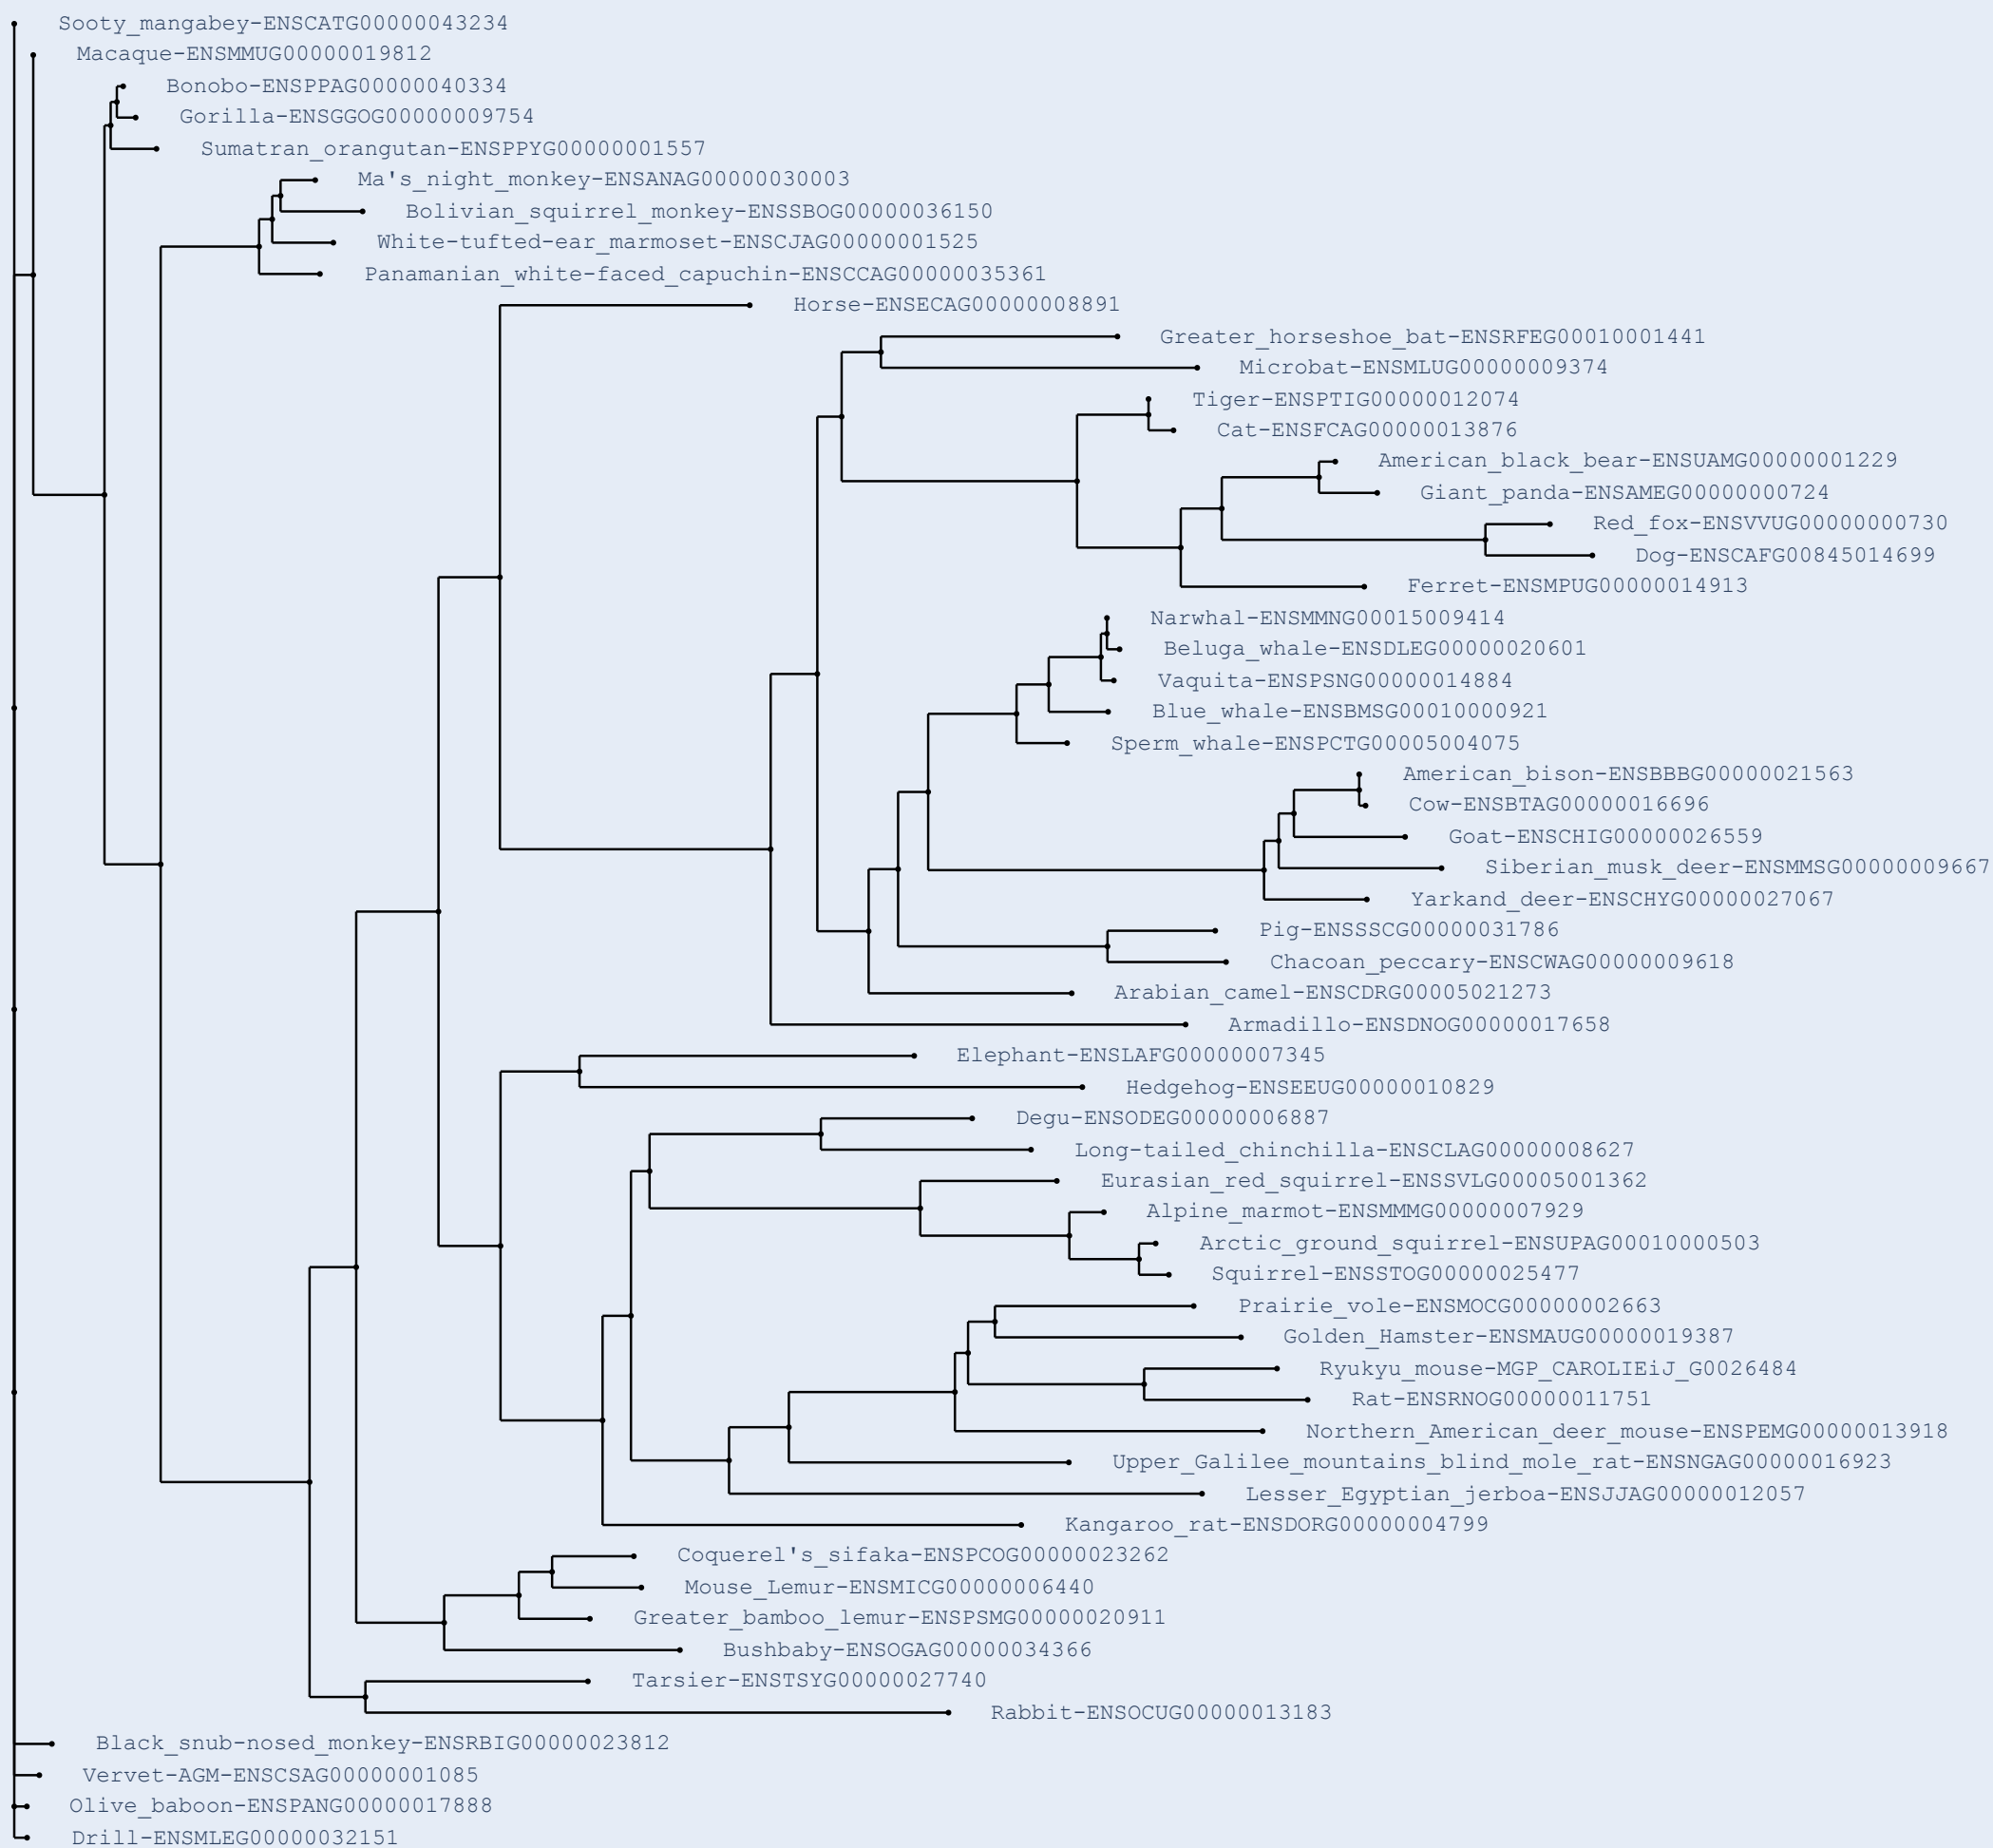 Sooty_mangabey-ENSCATG00000043234
Macaque-ENSMMUG00000019812
Bonobo-ENSPPAG00000040334
Gorilla-ENSGGOG00000009754
Sumatran_orangutan-ENSPPYG00000001557
Ma's_night_monkey-ENSANAG00000030003
Bolivian_squirrel_monkey-ENSSBOG00000036150
White-tufted-ear_marmoset-ENSCJAG00000001525
Panamanian_white-faced_capuchin-ENSCCAG00000035361
Horse-ENSECAG00000008891
Greater_horseshoe_bat-ENSRFEG00010001441
Microbat-ENSMLUG00000009374
Tiger-ENSPTIG00000012074
Cat-ENSFCAG00000013876
American_black_bear-ENSUAMG00000001229
Giant_panda-ENSAMEG00000000724
Red_fox-ENSVVUG00000000730
Dog-ENSCAFG00845014699
Ferret-ENSMPUG00000014913
Narwhal-ENSMMNG00015009414
Beluga_whale-ENSDLEG00000020601
Vaquita-ENSPSNG00000014884
Blue_whale-ENSBMSG00010000921
Sperm_whale-ENSPCTG00005004075
American_bison-ENSBBBG00000021563
Cow-ENSBTAG00000016696
Goat-ENSCHIG00000026559
Siberian_musk_deer-ENSMMSG00000009667
Yarkand_deer-ENSCHYG00000027067
Pig-ENSSSCG00000031786
Chacoan_peccary-ENSCWAG00000009618
Arabian_camel-ENSCDRG00005021273
Armadillo-ENSDNOG00000017658
Elephant-ENSLAFG00000007345
Hedgehog-ENSEEUG00000010829
Degu-ENSODEG00000006887
Long-tailed_chinchilla-ENSCLAG00000008627
Eurasian_red_squirrel-ENSSVLG00005001362
Alpine_marmot-ENSMMMG00000007929
Arctic_ground_squirrel-ENSUPAG00010000503
Squirrel-ENSSTOG00000025477
Prairie_vole-ENSMOCG00000002663
Golden_Hamster-ENSMAUG00000019387
Ryukyu_mouse-MGP_CAROLIEiJ_G0026484
Rat-ENSRNOG00000011751
Northern_American_deer_mouse-ENSPEMG00000013918
Upper_Galilee_mountains_blind_mole_rat-ENSNGAG00000016923
Lesser_Egyptian_jerboa-ENSJJAG00000012057
Kangaroo_rat-ENSDORG00000004799
Coquerel's_sifaka-ENSPCOG00000023262
Mouse_Lemur-ENSMICG00000006440
Greater_bamboo_lemur-ENSPSMG00000020911
Bushbaby-ENSOGAG00000034366
Tarsier-ENSTSYG00000027740
Rabbit-ENSOCUG00000013183
Black_snub-nosed_monkey-ENSRBIG00000023812
Vervet-AGM-ENSCSAG00000001085
Olive_baboon-ENSPANG00000017888
Drill-ENSMLEG00000032151